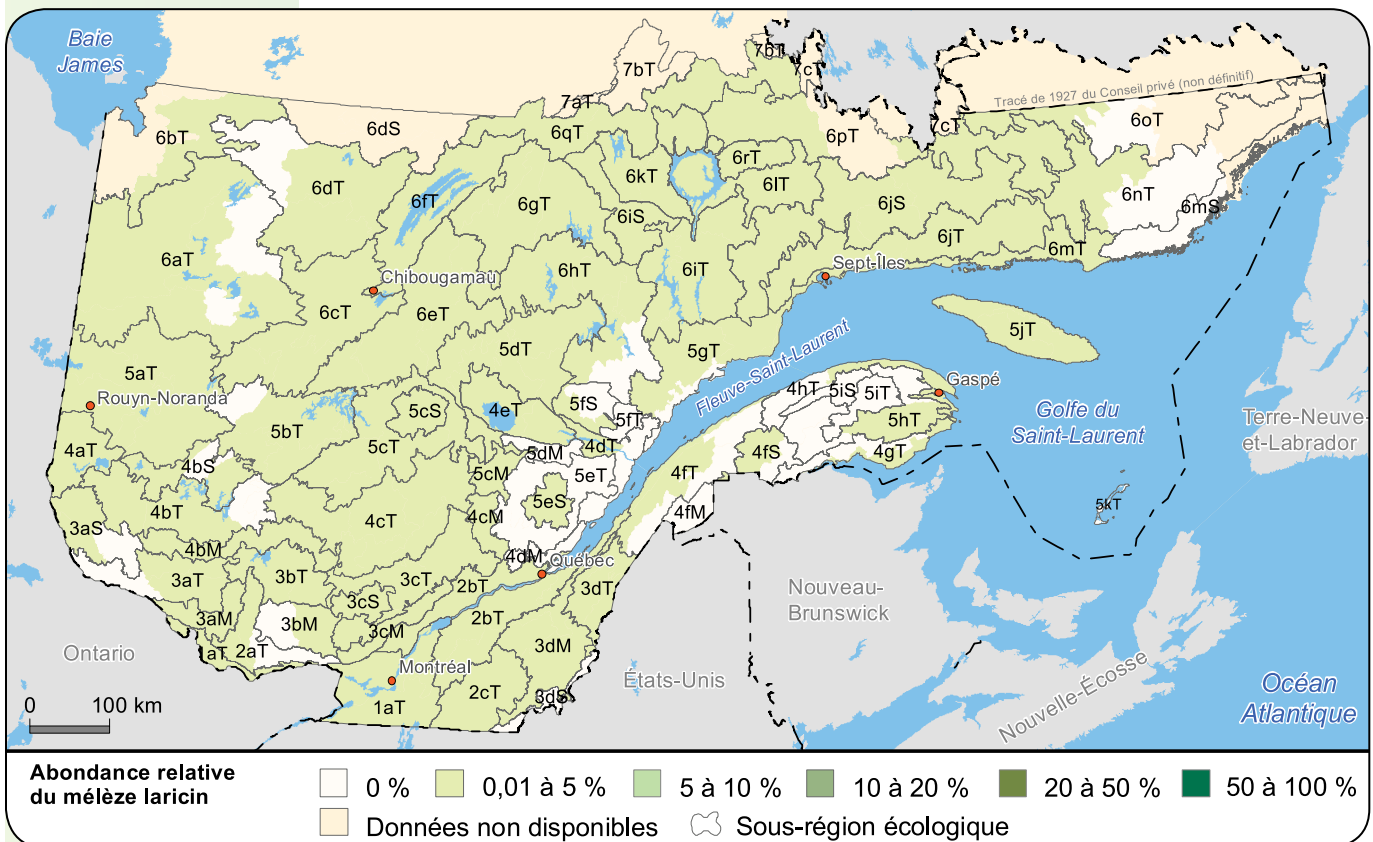 Baie
James
7bT
7bT
7cT
7aT
Tracé de 1927 du Conseil privé (non définitif)
6bT
6dS
6qT
6pT
7cT
6oT
6dT
6fT
6kT
6rT
6lT
6gT
6iS
6jS
6nT
6mS
6aT
6jT
6mT
6hT
6iT
Sept-Îles
Chibougamau
6cT
6eT
5jT
5dT
5gT
Fleuve-Saint-Laurent
5aT
Rouyn-Noranda
5cS
4eT
5fS
5fT
4hT
5iS
5iT
Gaspé
Golfe du
Saint-Laurent
Terre-Neuve-
et-Labrador
5bT
5cT
4dT
5hT
4aT
4bS
5dM
5cM
5eT
4fT
4fS
4gT
5eS
5kT
4bT
4cT
4cM
4fM
3aS
4bM
4dM
Québec
3aT
3bT
3cT
2bT
3dT
3cS
Nouveau-
Brunswick
3aM
3bM
3cM
2bT
3dM
Ontario
1aT
2aT
Montréal
États-Unis
2cT
3dS
1aT
Nouvelle-Écosse
Océan
Atlantique
0
100 km
Abondance relative
du mélèze laricin
0 %
0,01 à 5 %
5 à 10 %
10 à 20 %
20 à 50 %
50 à 100 %
Données non disponibles
Sous-région écologique